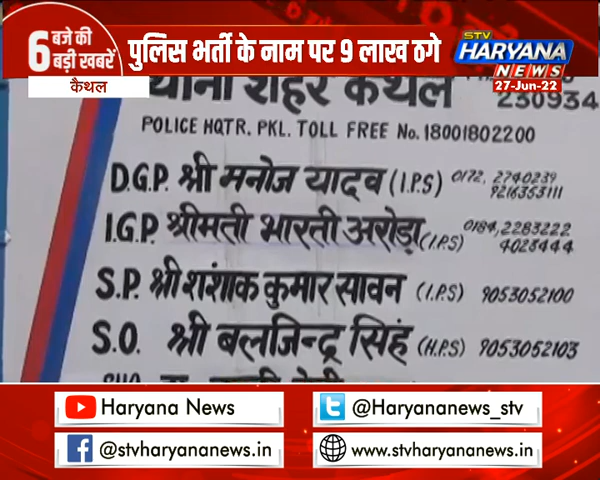 6 बजे की
बड़ी खबरें
पुलिस भर्ती के नाम पर 9 लाख ठगे
STV
HARYANA
NEWS
27-Jun-22
कैथल
थाना शहर कैथल
230934
POLICE HQTR. PKL. TOLL FREE No. 18001802200
D.G.P. श्री मनोज यादव (I.P.S) 0172, 2740239
9216353111
I.G.P. श्रीमती भारती अरोड़ा (I.P.S) 0184, 2283222
4023444
S.P. श्री शशांक कुमार सावन (I.P.S) 9053052100
S.O. श्री बलजिन्द्र सिहं (H.P.S) 9053052103
Haryana News
@Haryananews_stv
@stvharyananews.in
www.stvharyananews.in